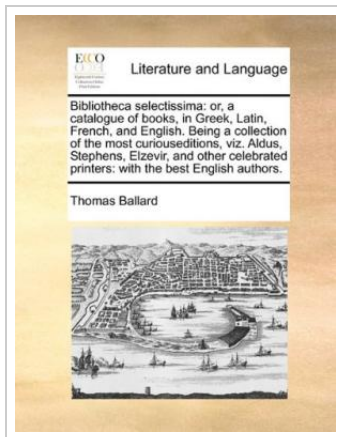 ECCO
Literature and Language
Bibliotheca selectissima: or, a
catalogue of books, in Greek, Latin,
French, and English. Being a collection
of the most curiouseditions, viz. Aldus,
Stephens, Elzevir, and other celebrated
printers: with the best English authors.
Thomas Ballard